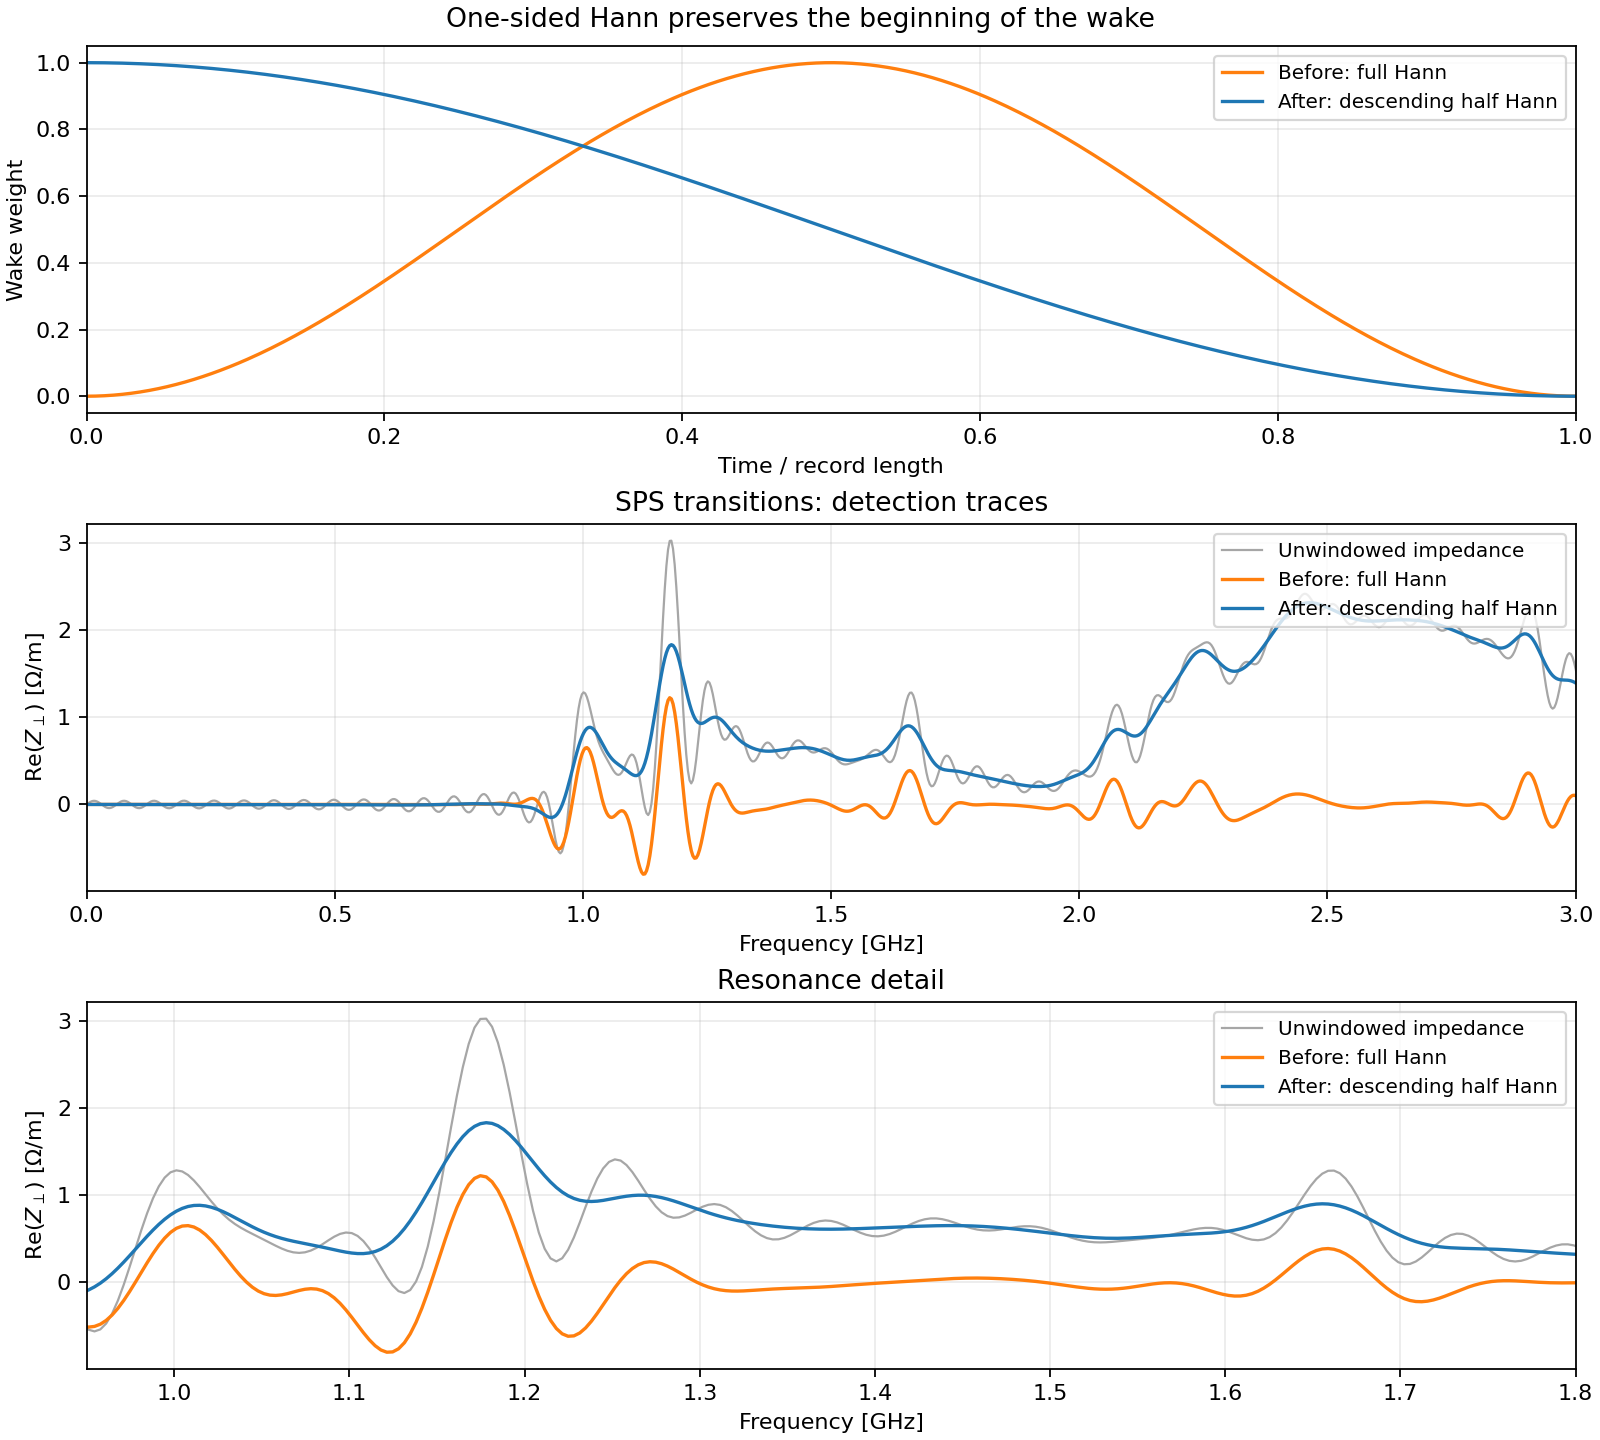 One-sided Hann preserves the beginning of the wake
Before: full Hann
After: descending half Hann
Wake weight
1.0
0.8
0.6
0.4
0.2
0.0
0.0 0.2 0.4 0.6 0.8 1.0
Time / record length
SPS transitions: detection traces
Unwindowed impedance
Before: full Hann
After: descending half Hann
Re(Z⊥) [Ω/m]
3
2
1
0
0.0 0.5 1.0 1.5 2.0 2.5 3.0
Frequency [GHz]
Resonance detail
Unwindowed impedance
Before: full Hann
After: descending half Hann
Re(Z⊥) [Ω/m]
3
2
1
0
1.0 1.1 1.2 1.3 1.4 1.5 1.6 1.7 1.8
Frequency [GHz]